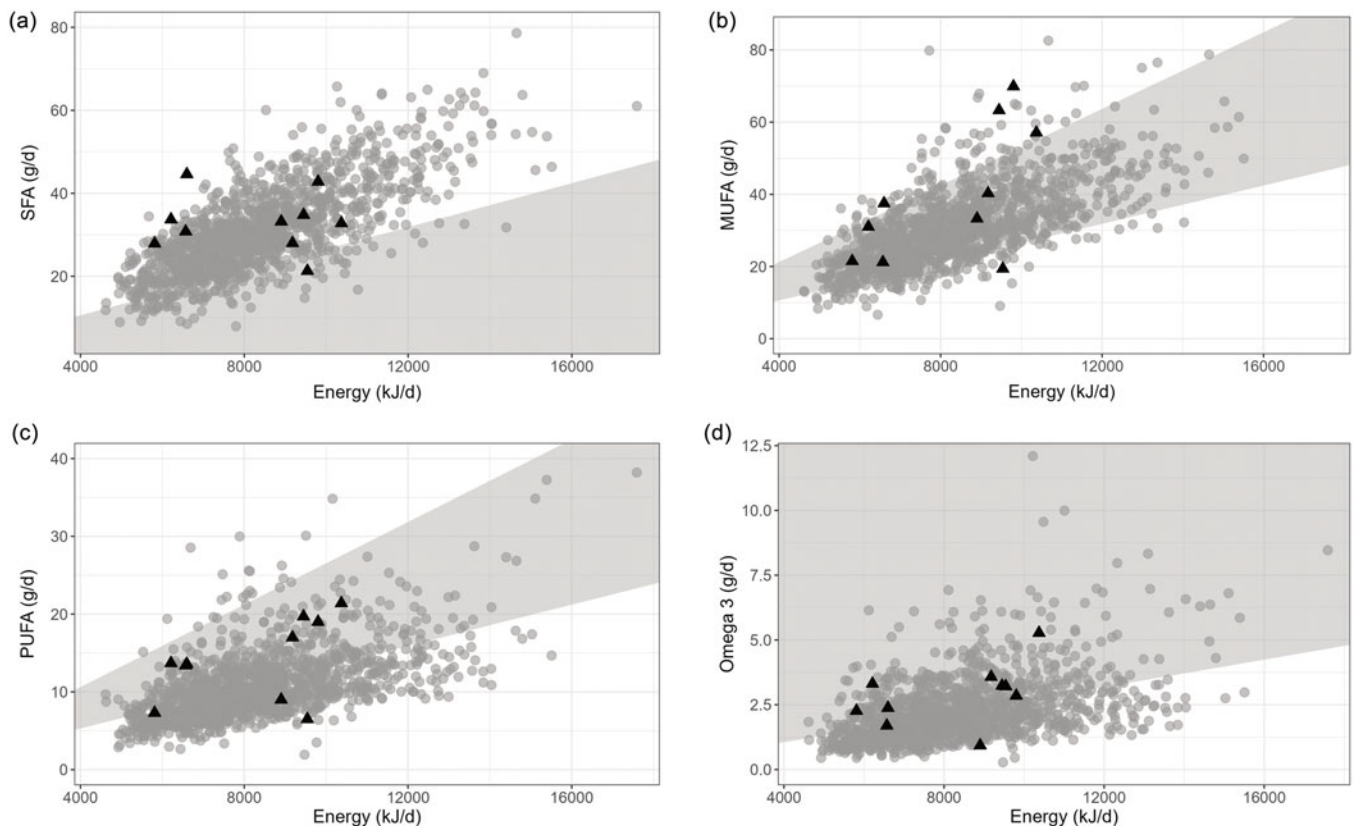 (a)
80
60
40
20
SFA (g/d)
4000 8000 12000 16000
Energy (kJ/d)
(b)
80
60
40
20
0
MUFA (g/d)
4000 8000 12000 16000
Energy (kJ/d)
(c)
40
30
20
10
0
PUFA (g/d)
4000 8000 12000 16000
Energy (kJ/d)
(d)
12.5
10.0
7.5
5.0
2.5
0.0
Omega 3 (g/d)
4000 8000 12000 16000
Energy (kJ/d)